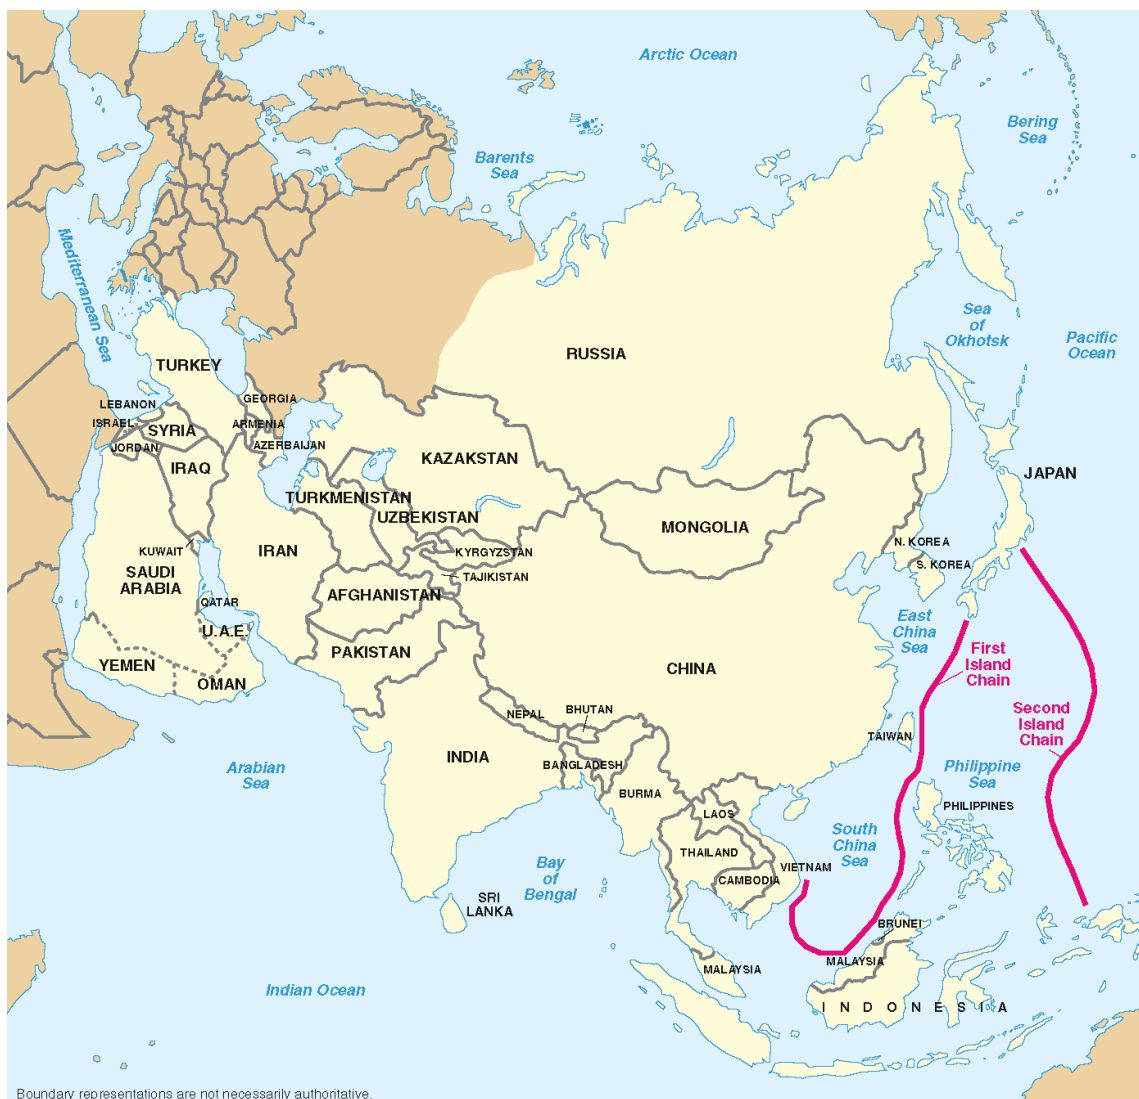 Arctic Ocean
Bering
Sea
Barents
Sea
Mediterranean Sea
Sea
of
Okhotsk
Pacific
Ocean
RUSSIA
TURKEY
GEORGIA
LEBANON
ISRAEL
ARMENIA
SYRIA
JORDAN
AZERBAIJAN
IRAQ
KAZAKSTAN
JAPAN
TURKMENISTAN
UZBEKISTAN
MONGOLIA
N. KOREA
KUWAIT
IRAN
KYRGYZSTAN
S. KOREA
SAUDI
ARABIA
TAJIKISTAN
AFGHANISTAN
QATAR
U.A.E.
East
China
Sea
PAKISTAN
YEMEN
OMAN
CHINA
First
Island
Chain
NEPAL
BHUTAN
Second
Island
Chain
TAIWAN
INDIA
BANGLADESH
Arabian
Sea
Philippine
Sea
BURMA
PHILIPPINES
LAOS
South
China
Sea
THAILAND
VIETNAM
CAMBODIA
Bay
of
Bengal
SRI
LANKA
BRUNEI
MALAYSIA
MALAYSIA
Indian Ocean
INDONESIA
Boundary representations are not necessarily authoritative.